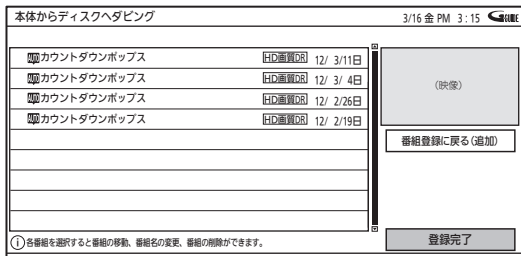 本体からディスクへダビング
3/16 金 PM 3:15 G-GUIDE
カウントダウンポップス HD画質DR 12/ 3/11日
カウントダウンポップス HD画質DR 12/ 3/ 4日
カウントダウンポップス HD画質DR 12/ 2/26日
カウントダウンポップス HD画質DR 12/ 2/19日
(映像)
番組登録に戻る(追加)
登録完了
i 各番組を選択すると番組の移動、番組名の変更、番組の削除ができます。